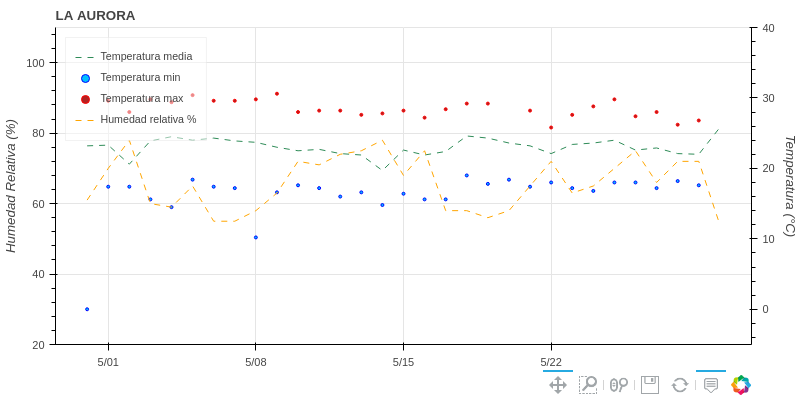 LA AURORA
Temperatura media
Temperatura min
Temperatura max
Humedad relativa %
Humedad Relativa (%)
100
80
60
40
20
Temperatura (°C)
40
30
20
10
0
5/01
5/08
5/15
5/22